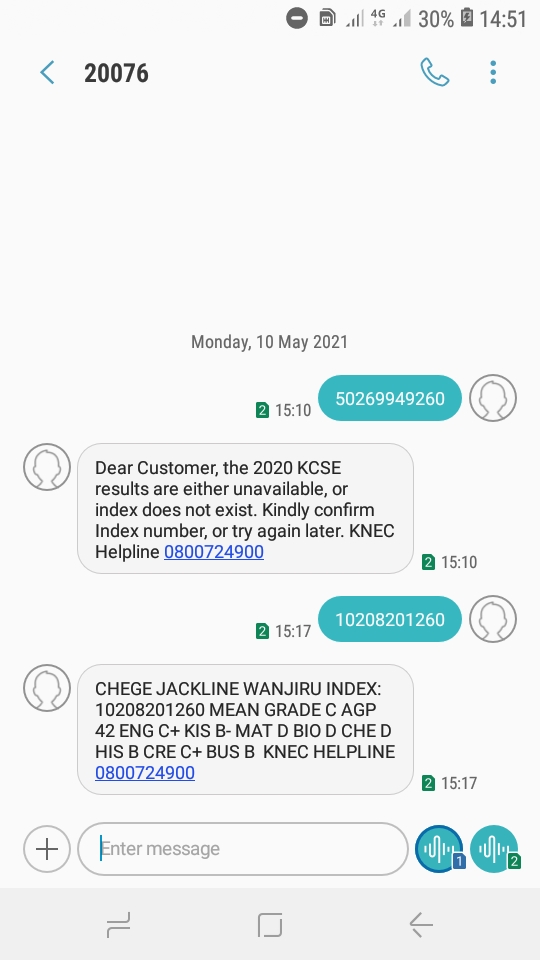 4G 30% 14:51
20076
Monday, 10 May 2021
50269949260
2 15:10
Dear Customer, the 2020 KCSE
results are either unavailable, or
index does not exist. Kindly confirm
Index number, or try again later. KNEC
Helpline 0800724900
2 15:10
10208201260
2 15:17
CHEGE JACKLINE WANJIRU INDEX:
10208201260 MEAN GRADE C AGP
42 ENG C+ KIS B- MAT D BIO D CHE D
HIS B CRE C+ BUS B  KNEC HELPLINE
0800724900
2 15:17
Enter message
1 2